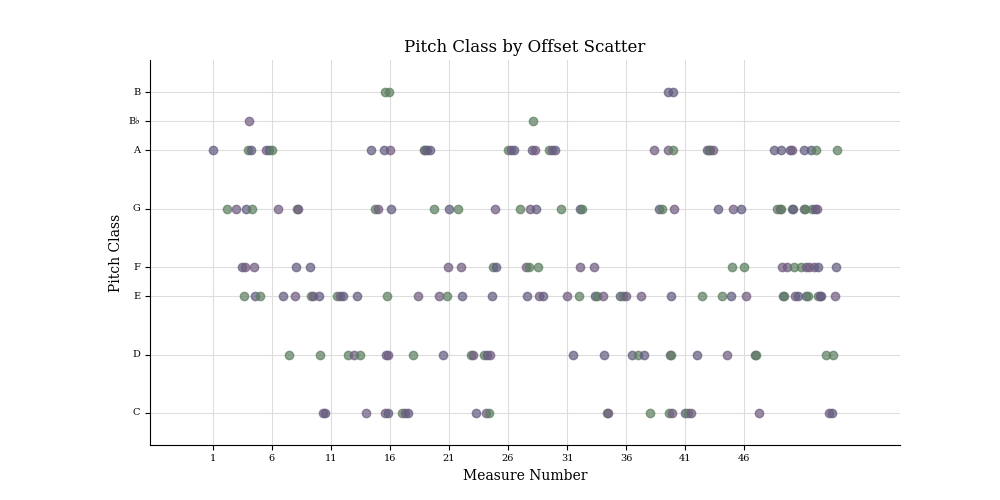 Pitch Class by Offset Scatter
B
B♭
A
G
F
E
D
C
Pitch Class
1 6 11 16 21 26 31 36 41 46
Measure Number